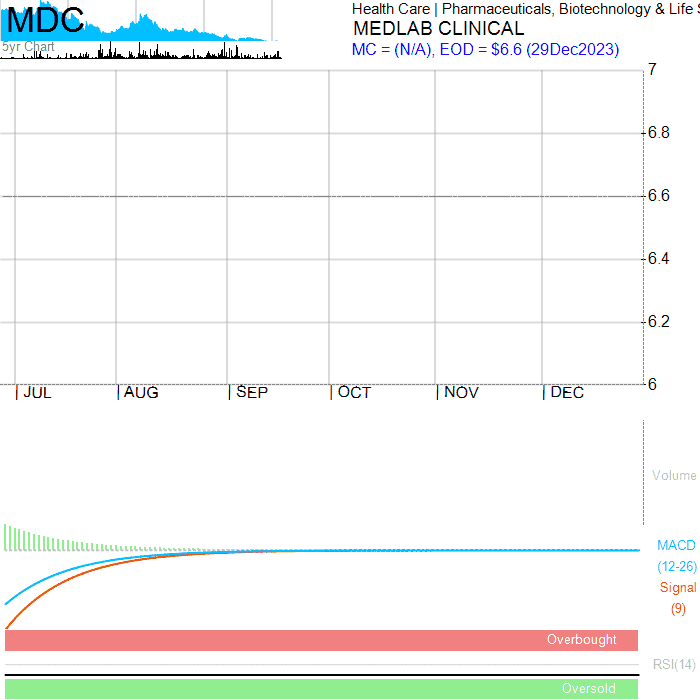 MDC
5yr Chart
Health Care | Pharmaceuticals, Biotechnology & Life S
MEDLAB CLINICAL
MC = (N/A), EOD = $6.6 (29Dec2023)
7
6.8
6.6
6.4
6.2
6
| JUL | AUG | SEP | OCT | NOV | DEC
Volume
MACD
(12-26)
Signal
(9)
Overbought
RSI(14)
Oversold